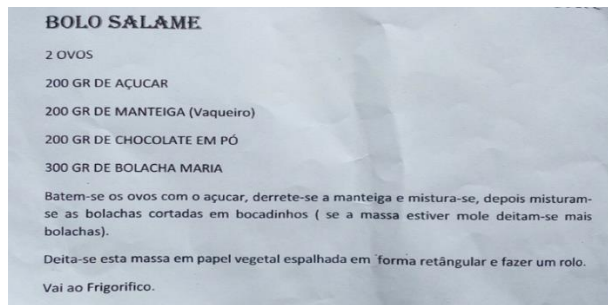 BOLO SALAME
2 OVOS
200 GR DE AÇUCAR
200 GR DE MANTEIGA (Vaqueiro)
200 GR DE CHOCOLATE EM PÓ
300 GR DE BOLACHA MARIA
Batem-se os ovos com o açucar, derrete-se a manteiga e mistura-se, depois misturam-
se as bolachas cortadas em bocadinhos ( se a massa estiver mole deitam-se mais
bolachas).
Deita-se esta massa em papel vegetal espalhada em forma retângular e fazer um rolo.
Vai ao Frigorifico.